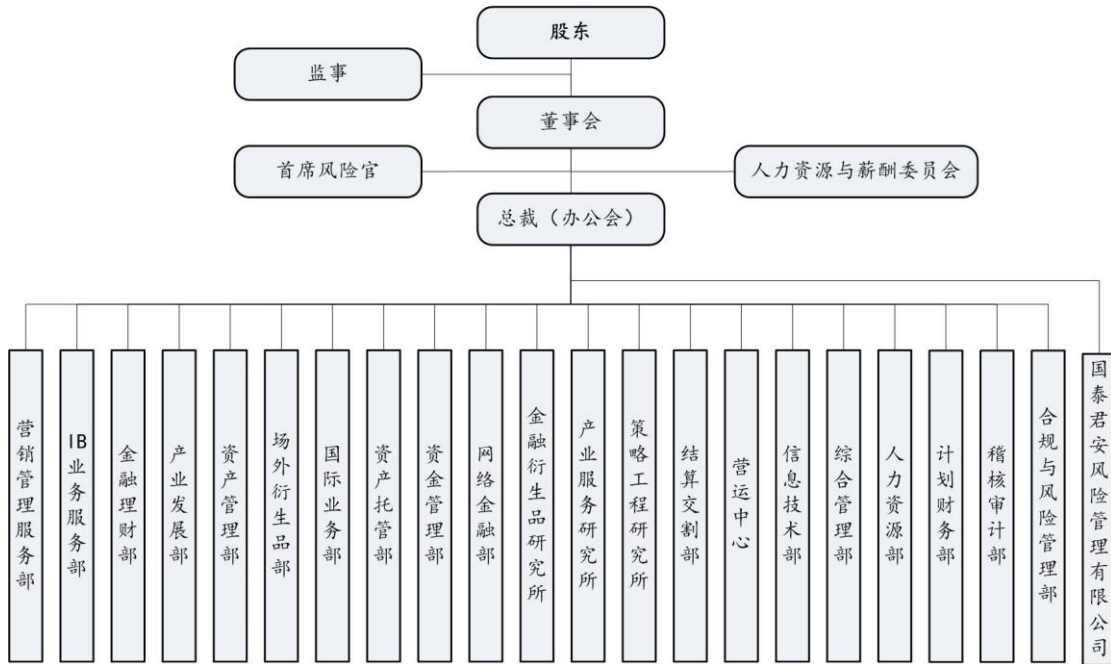 股东
监事
董事会
首席风险官
人力资源与薪酬委员会
总裁（办公会）
营销管理服务部
IB业务服务部
金融理财部
产业发展部
资产管理部
场外衍生品部
国际业务部
资产托管部
资金管理部
网络金融部
金融衍生品研究所
产业服务研究所
策略工程研究所
结算交割部
营运中心
信息技术部
综合管理部
人力资源部
计划财务部
稽核审计部
合规与风险管理部
国泰君安风险管理有限公司